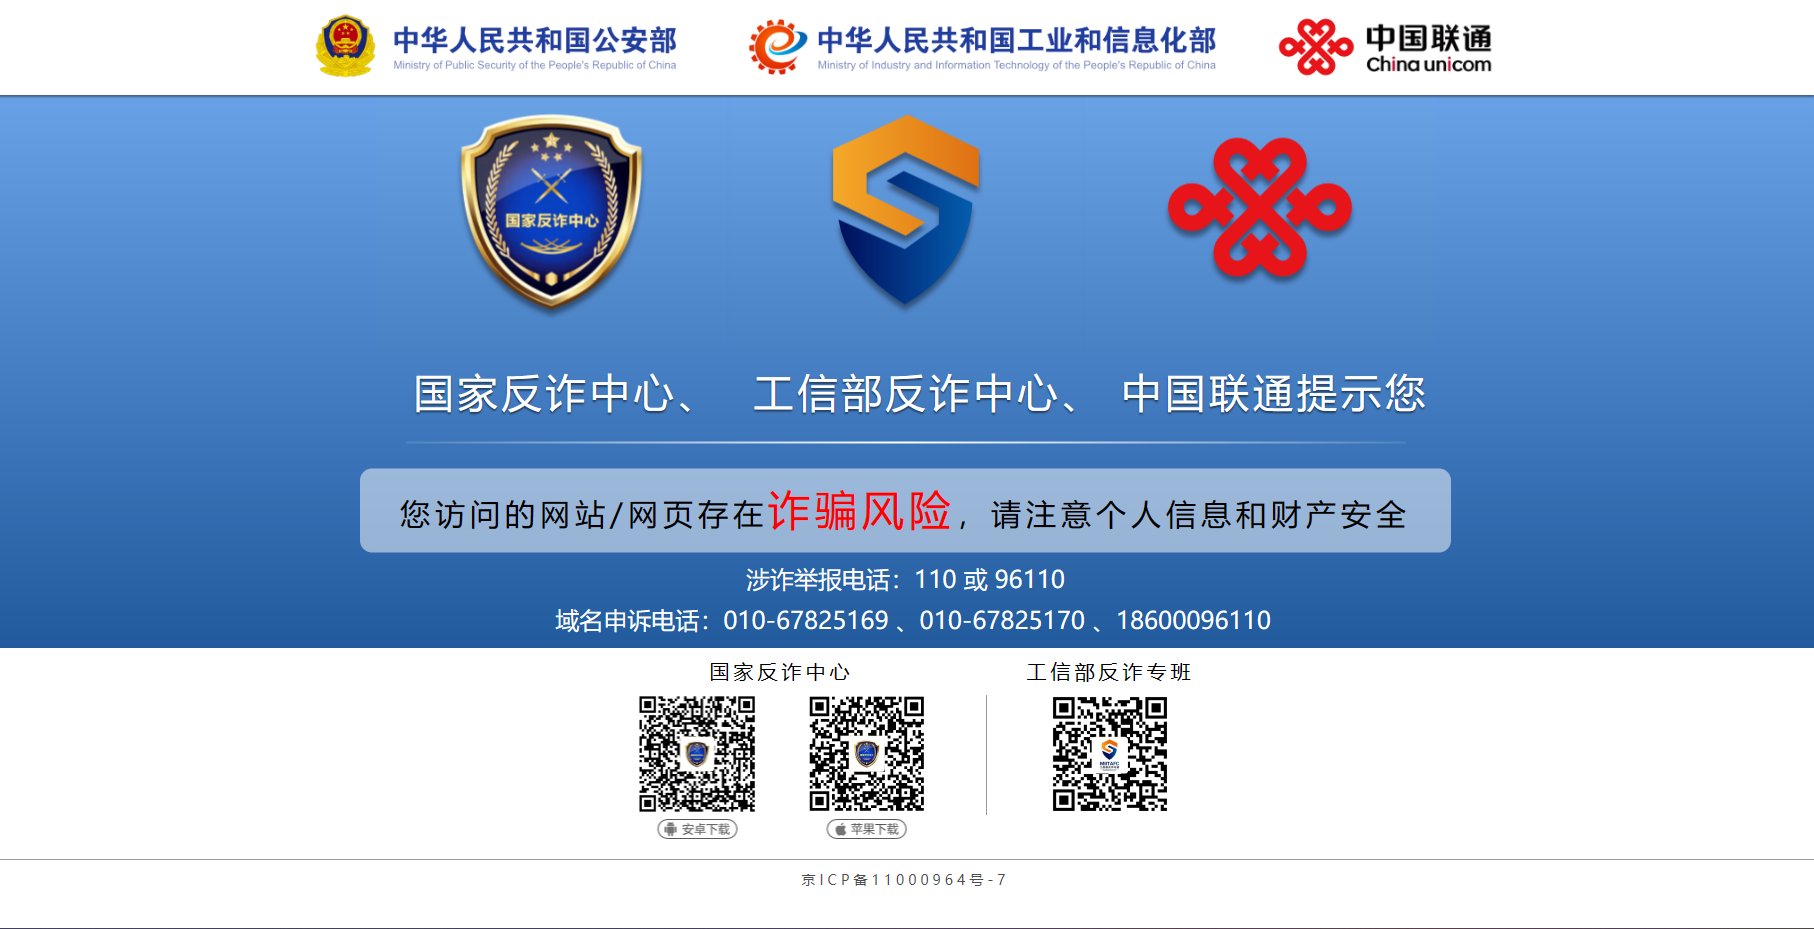 中华人民共和国公安部
Ministry of Public Security of the People's Republic of China
中华人民共和国工业和信息化部
Ministry of Industry and Information Technology of the People's Republic of China
中国联通
China unicom
国家反诈中心
国家反诈中心、 工信部反诈中心、 中国联通提示您
您访问的网站/网页存在诈骗风险，请注意个人信息和财产安全
涉诈举报电话：110 或 96110
域名申诉电话：010-67825169 、010-67825170 、18600096110
国家反诈中心
工信部反诈专班
安卓下载
苹果下载
京ICP备11000964号-7